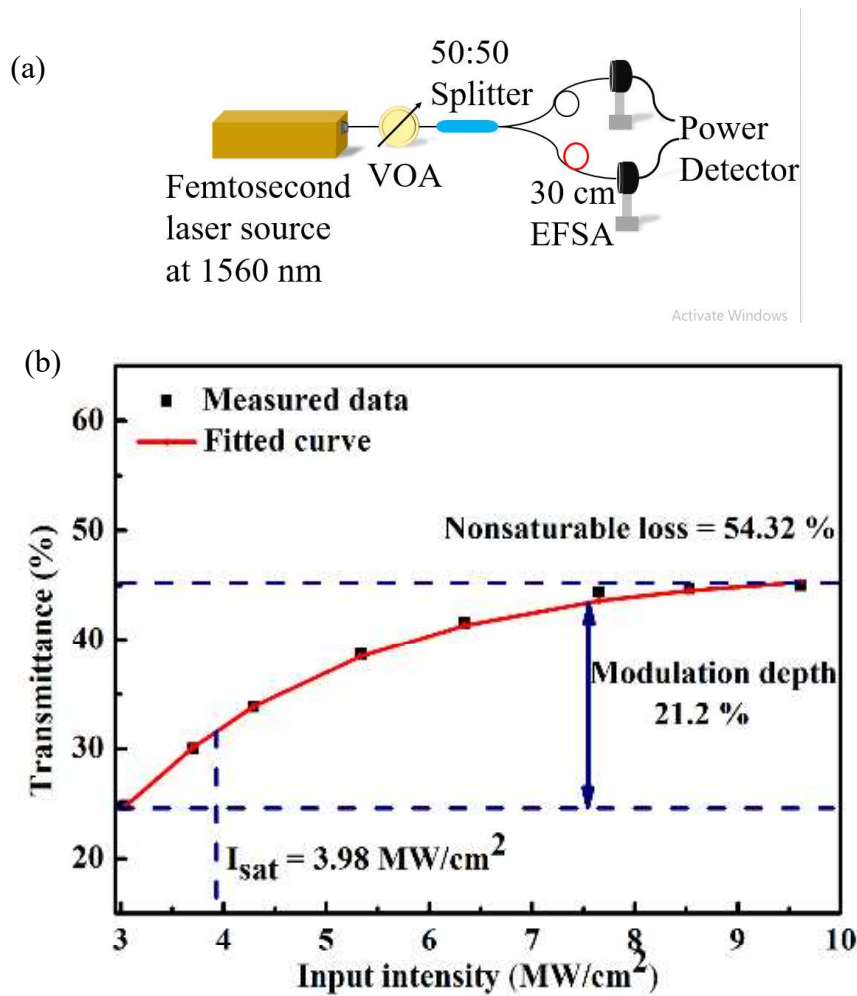 (a)
50:50
Splitter
VOA
Femtosecond
laser source
at 1560 nm
30 cm
EFSA
Power
Detector
Activate Windows
(b)
Measured data
Fitted curve
Nonsaturable loss = 54.32 %
Modulation depth
21.2 %
I_sat = 3.98 MW/cm²
Transmittance (%)
60
50
40
30
20
3 4 5 6 7 8 9 10
Input intensity (MW/cm²)